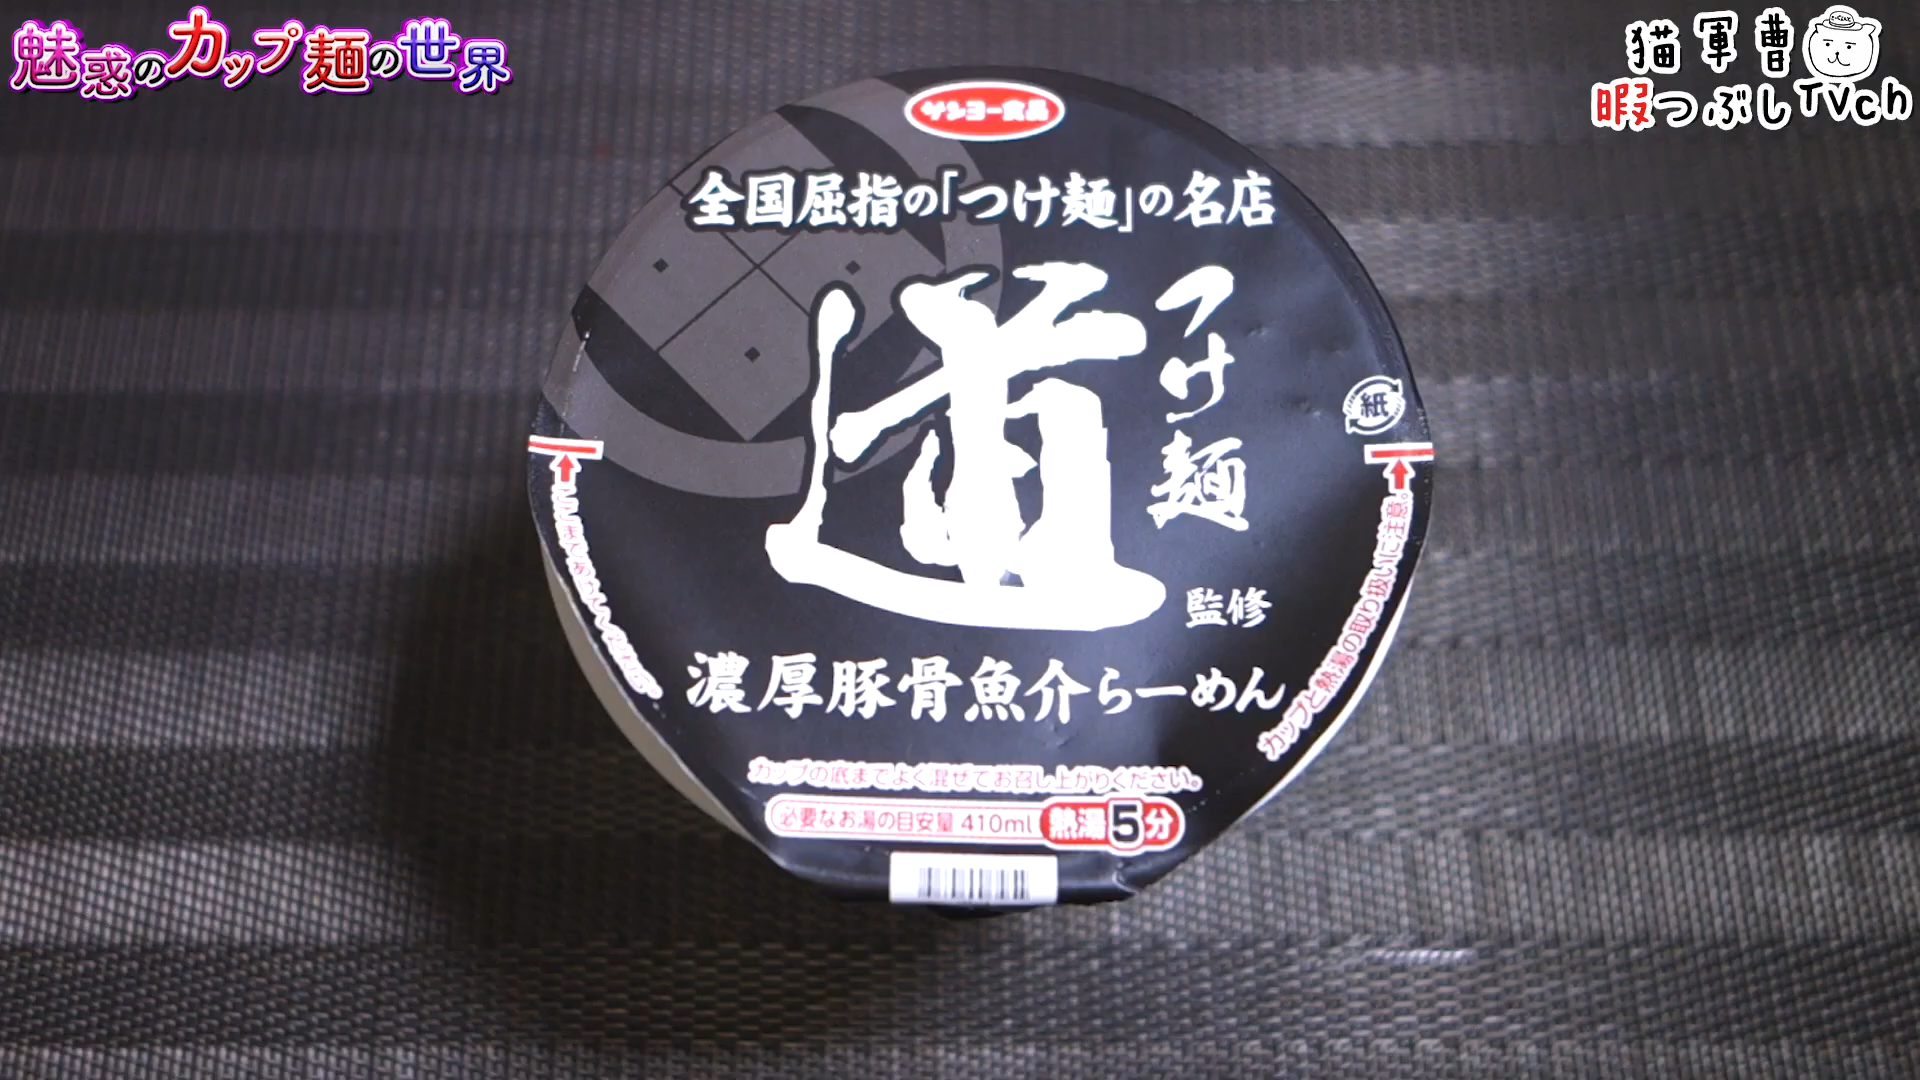 魅惑のカップ麺の世界
猫軍曹
暇つぶしTVch
サンヨー食品
全国屈指の「つけ麺」の名店
つけ麺
道
監修
濃厚豚骨魚介らーめん
紙
カップと熱湯の取り扱いに注意。
カップの底までよく混ぜてお召し上がりください。
必要なお湯の目安量 410ml 熱湯5分